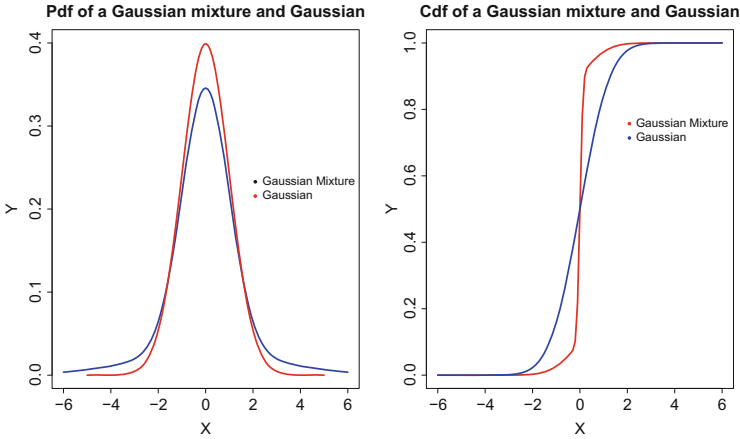 Pdf of a Gaussian mixture and Gaussian
0.4
0.3
0.2
0.1
0.0
Y
Gaussian Mixture
Gaussian
−6 −4 −2 0 2 4 6
X
Cdf of a Gaussian mixture and Gaussian
1.0
0.8
0.6
0.4
0.2
0.0
Y
Gaussian Mixture
Gaussian
−6 −4 −2 0 2 4 6
X